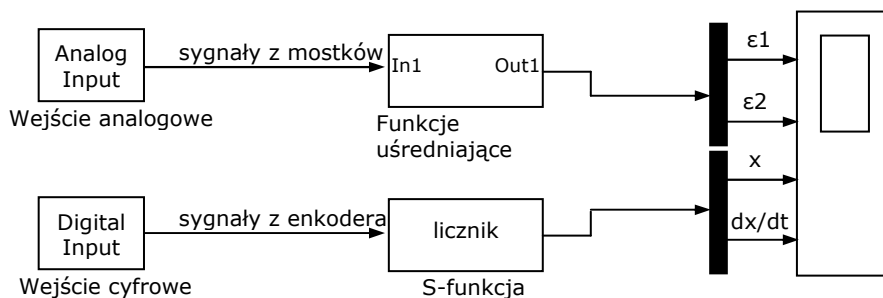 Analog
Input
Wejście analogowe
sygnały z mostków
In1
Out1
Funkcje
uśredniające
ε1
ε2
Digital
Input
Wejście cyfrowe
sygnały z enkodera
licznik
S-funkcja
x
dx/dt